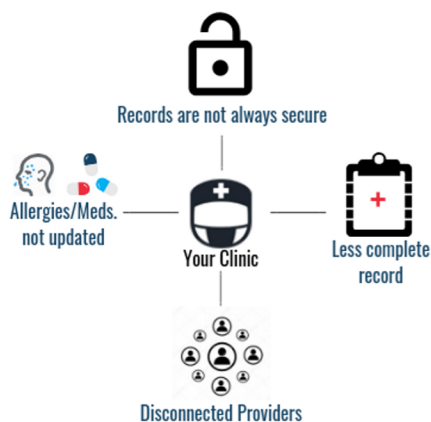 Records are not always secure
Allergies/Meds.
not updated
Your Clinic
Less complete
record
Disconnected Providers